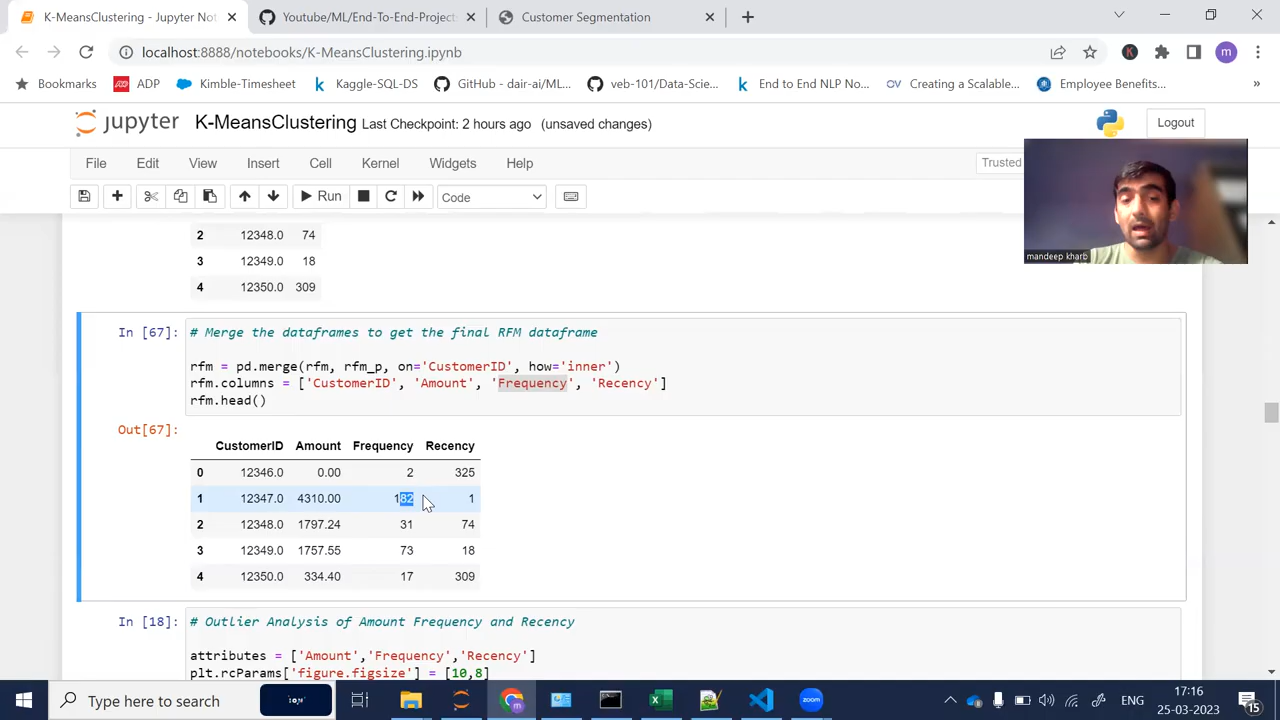 K-MeansClustering - Jupyter Not
Youtube/ML/End-To-End-Projects
Customer Segmentation
localhost:8888/notebooks/K-MeansClustering.ipynb
K
m
Bookmarks
ADP
Kimble-Timesheet
Kaggle-SQL-DS
GitHub - dair-ai/ML...
veb-101/Data-Scie...
End to End NLP No...
Creating a Scalable...
Employee Benefits...
»
jupyter K-MeansClustering Last Checkpoint: 2 hours ago (unsaved changes)
Logout
File Edit View Insert Cell Kernel Widgets Help
Trusted
Run
Code
mandeep kharb
2 12348.0 74
3 12349.0 18
4 12350.0 309
In [67]: # Merge the dataframes to get the final RFM dataframe
rfm = pd.merge(rfm, rfm_p, on='CustomerID', how='inner')
rfm.columns = ['CustomerID', 'Amount', 'Frequency', 'Recency']
rfm.head()
Out[67]:
CustomerID Amount Frequency Recency
0 12346.0 0.00 2 325
1 12347.0 4310.00 182 1
2 12348.0 1797.24 31 74
3 12349.0 1757.55 73 18
4 12350.0 334.40 17 309
In [18]: # Outlier Analysis of Amount Frequency and Recency
attributes = ['Amount','Frequency','Recency']
plt.rcParams['figure.figsize'] = [10,8]
Type here to search
ENG
17:16
25-03-2023
15